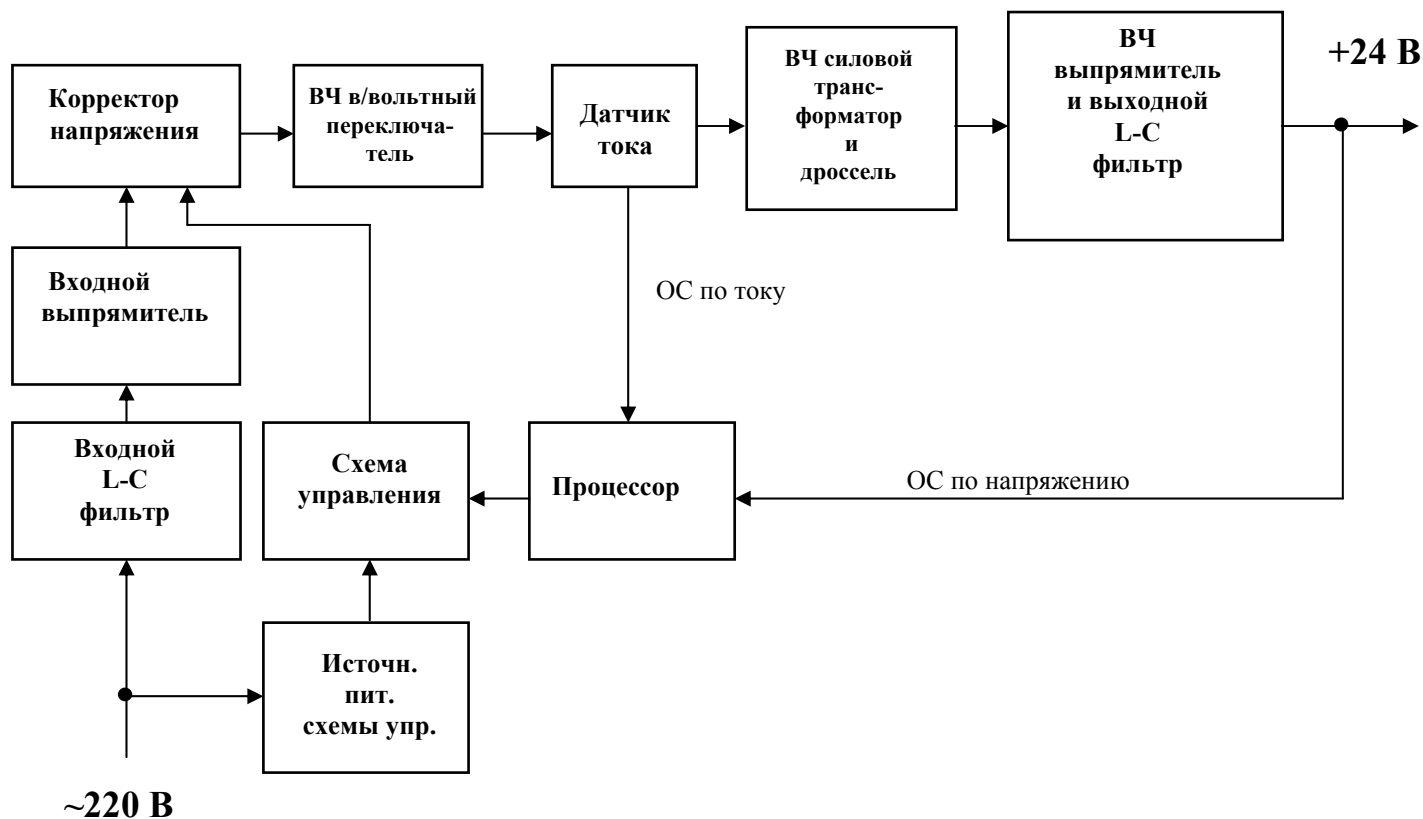 Корректор
напряжения
ВЧ в/вольтный
переключа-
тель
Датчик
тока
ВЧ силовой
транс-
форматор
и
дроссель
ВЧ
выпрямитель
и выходной
L-C
фильтр
+24 В
Входной
выпрямитель
ОС по току
Входной
L-C
фильтр
Схема
управления
Процессор
ОС по напряжению
Источн.
пит.
схемы упр.
~220 В